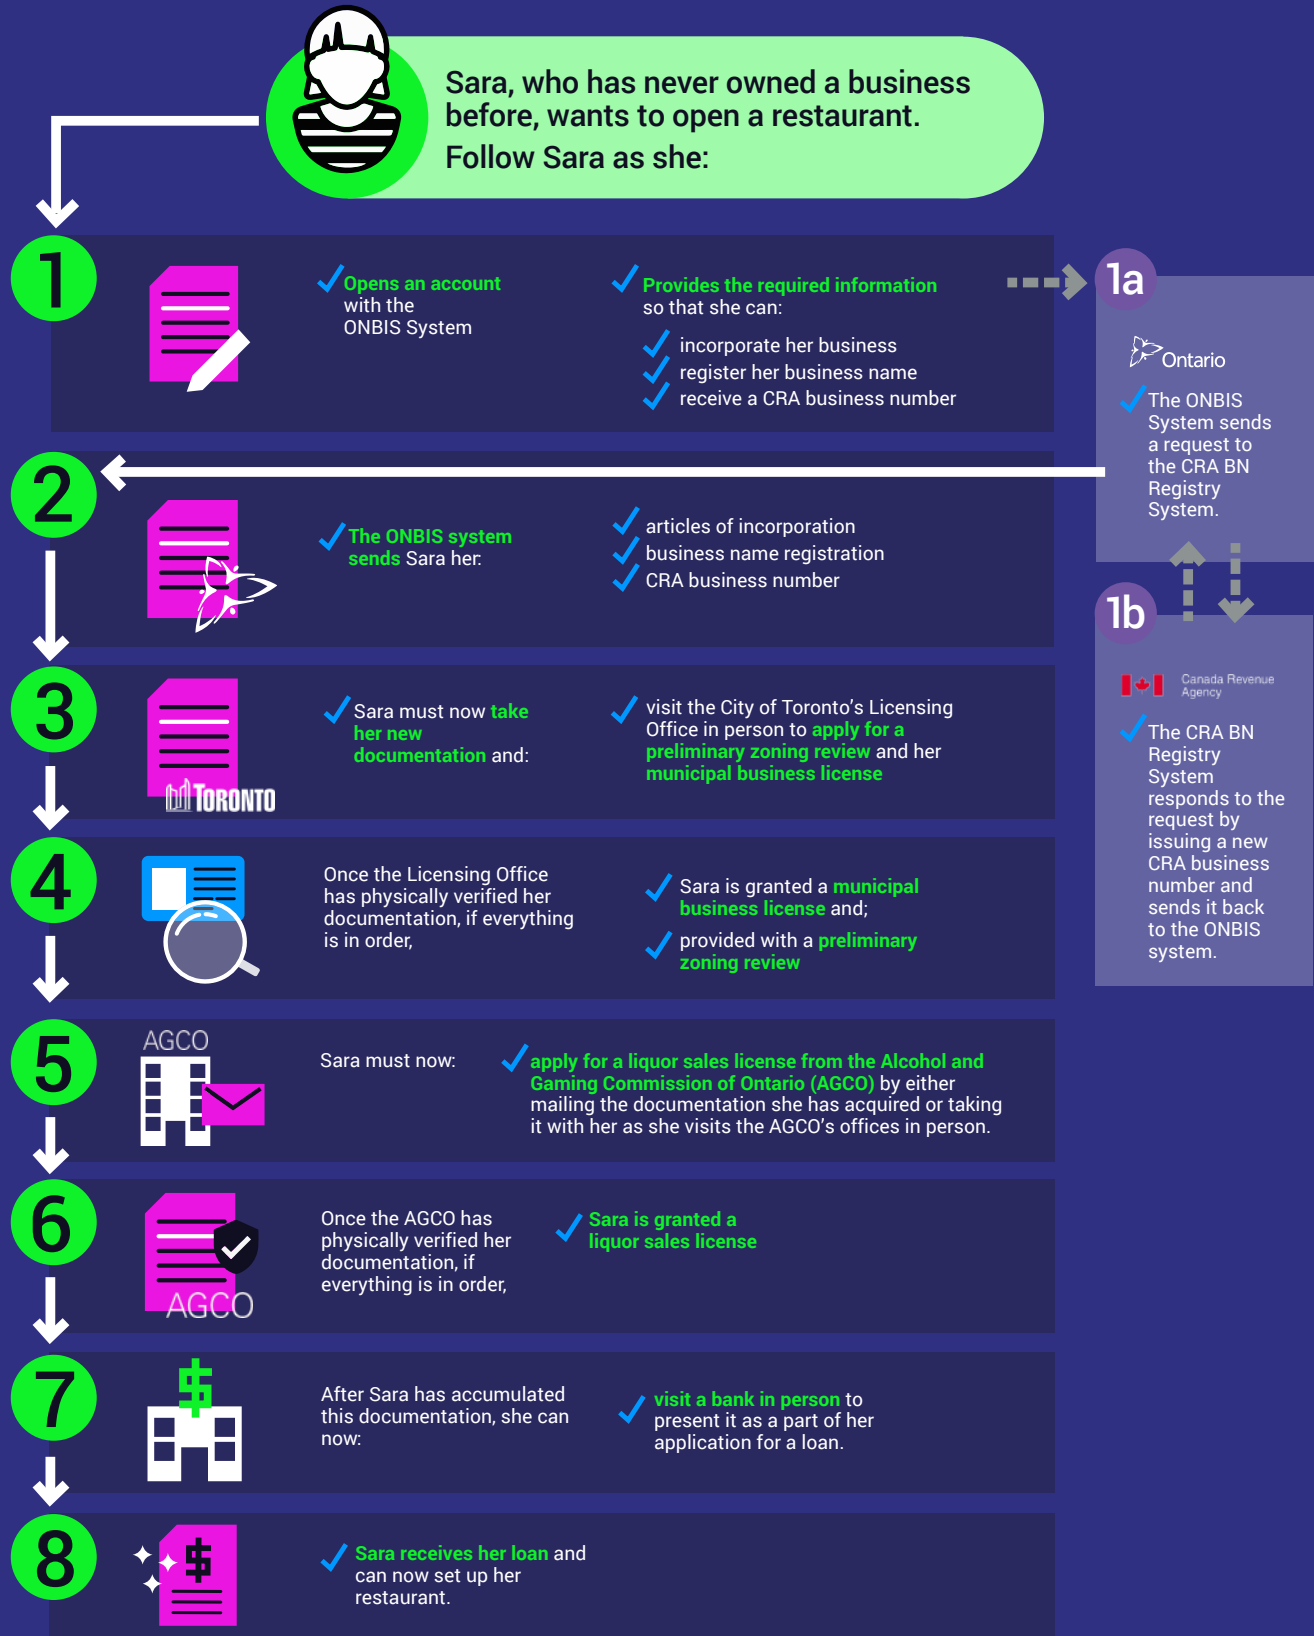 Sara, who has never owned a business
before, wants to open a restaurant.
Follow Sara as she:
1
Opens an account
with the
ONBIS System
Provides the required information
so that she can:
incorporate her business
register her business name
receive a CRA business number
1a
Ontario
The ONBIS
System sends
a request to
the CRA BN
Registry
System.
1b
Canada Revenue
Agency
The CRA BN
Registry
System
responds to the
request by
issuing a new
CRA business
number and
sends it back
to the ONBIS
system.
2
The ONBIS system
sends Sara her:
articles of incorporation
business name registration
CRA business number
3
TORONTO
Sara must now take
her new
documentation and:
visit the City of Toronto's Licensing
Office in person to apply for a
preliminary zoning review and her
municipal business license
4
Once the Licensing Office
has physically verified her
documentation, if everything
is in order,
Sara is granted a municipal
business license and;
provided with a preliminary
zoning review
5
AGCO
Sara must now:
apply for a liquor sales license from the Alcohol and
Gaming Commission of Ontario (AGCO) by either
mailing the documentation she has acquired or taking
it with her as she visits the AGCO's offices in person.
6
AGCO
Once the AGCO has
physically verified her
documentation, if
everything is in order,
Sara is granted a
liquor sales license
7
$
After Sara has accumulated
this documentation, she can
now:
visit a bank in person to
present it as a part of her
application for a loan.
8
$
Sara receives her loan and
can now set up her
restaurant.